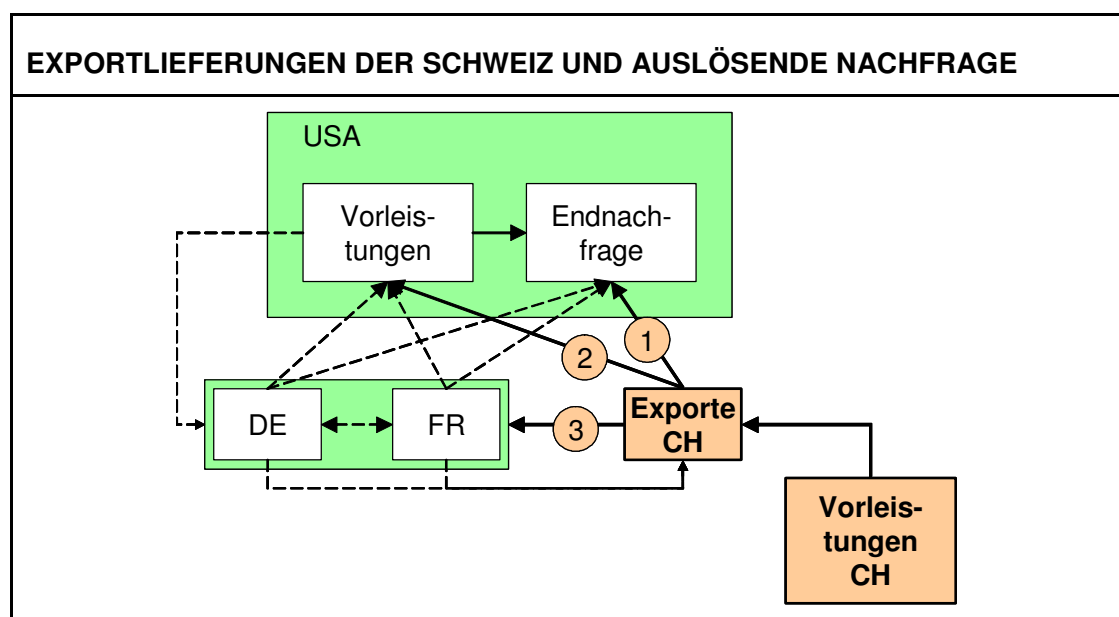 EXPORTLIEFERUNGEN DER SCHWEIZ UND AUSLÖSENDE NACHFRAGE
USA
Vorleis-
tungen
Endnach-
frage
1
2
DE
FR
3
Exporte
CH
Vorleis-
tungen
CH